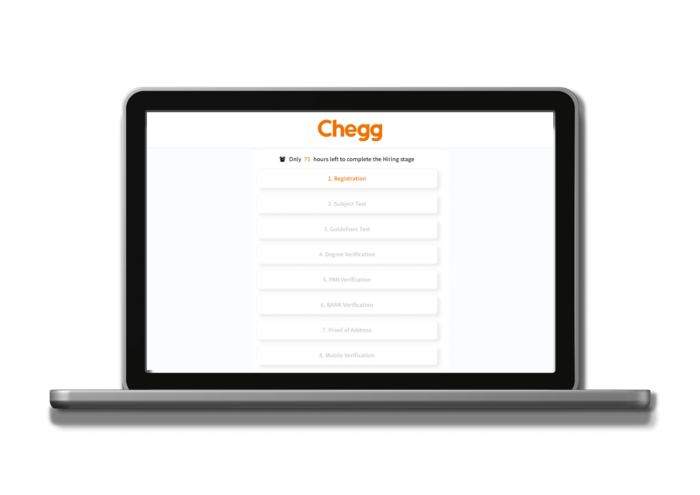 Chegg
Only 71 hours left to complete the Hiring stage
1. Registration
2. Subject Test
3. Guidelines Test
4. Degree Verification
5. PAN Verification
6. BANK Verification
7. Proof of Address
8. Mobile Verification